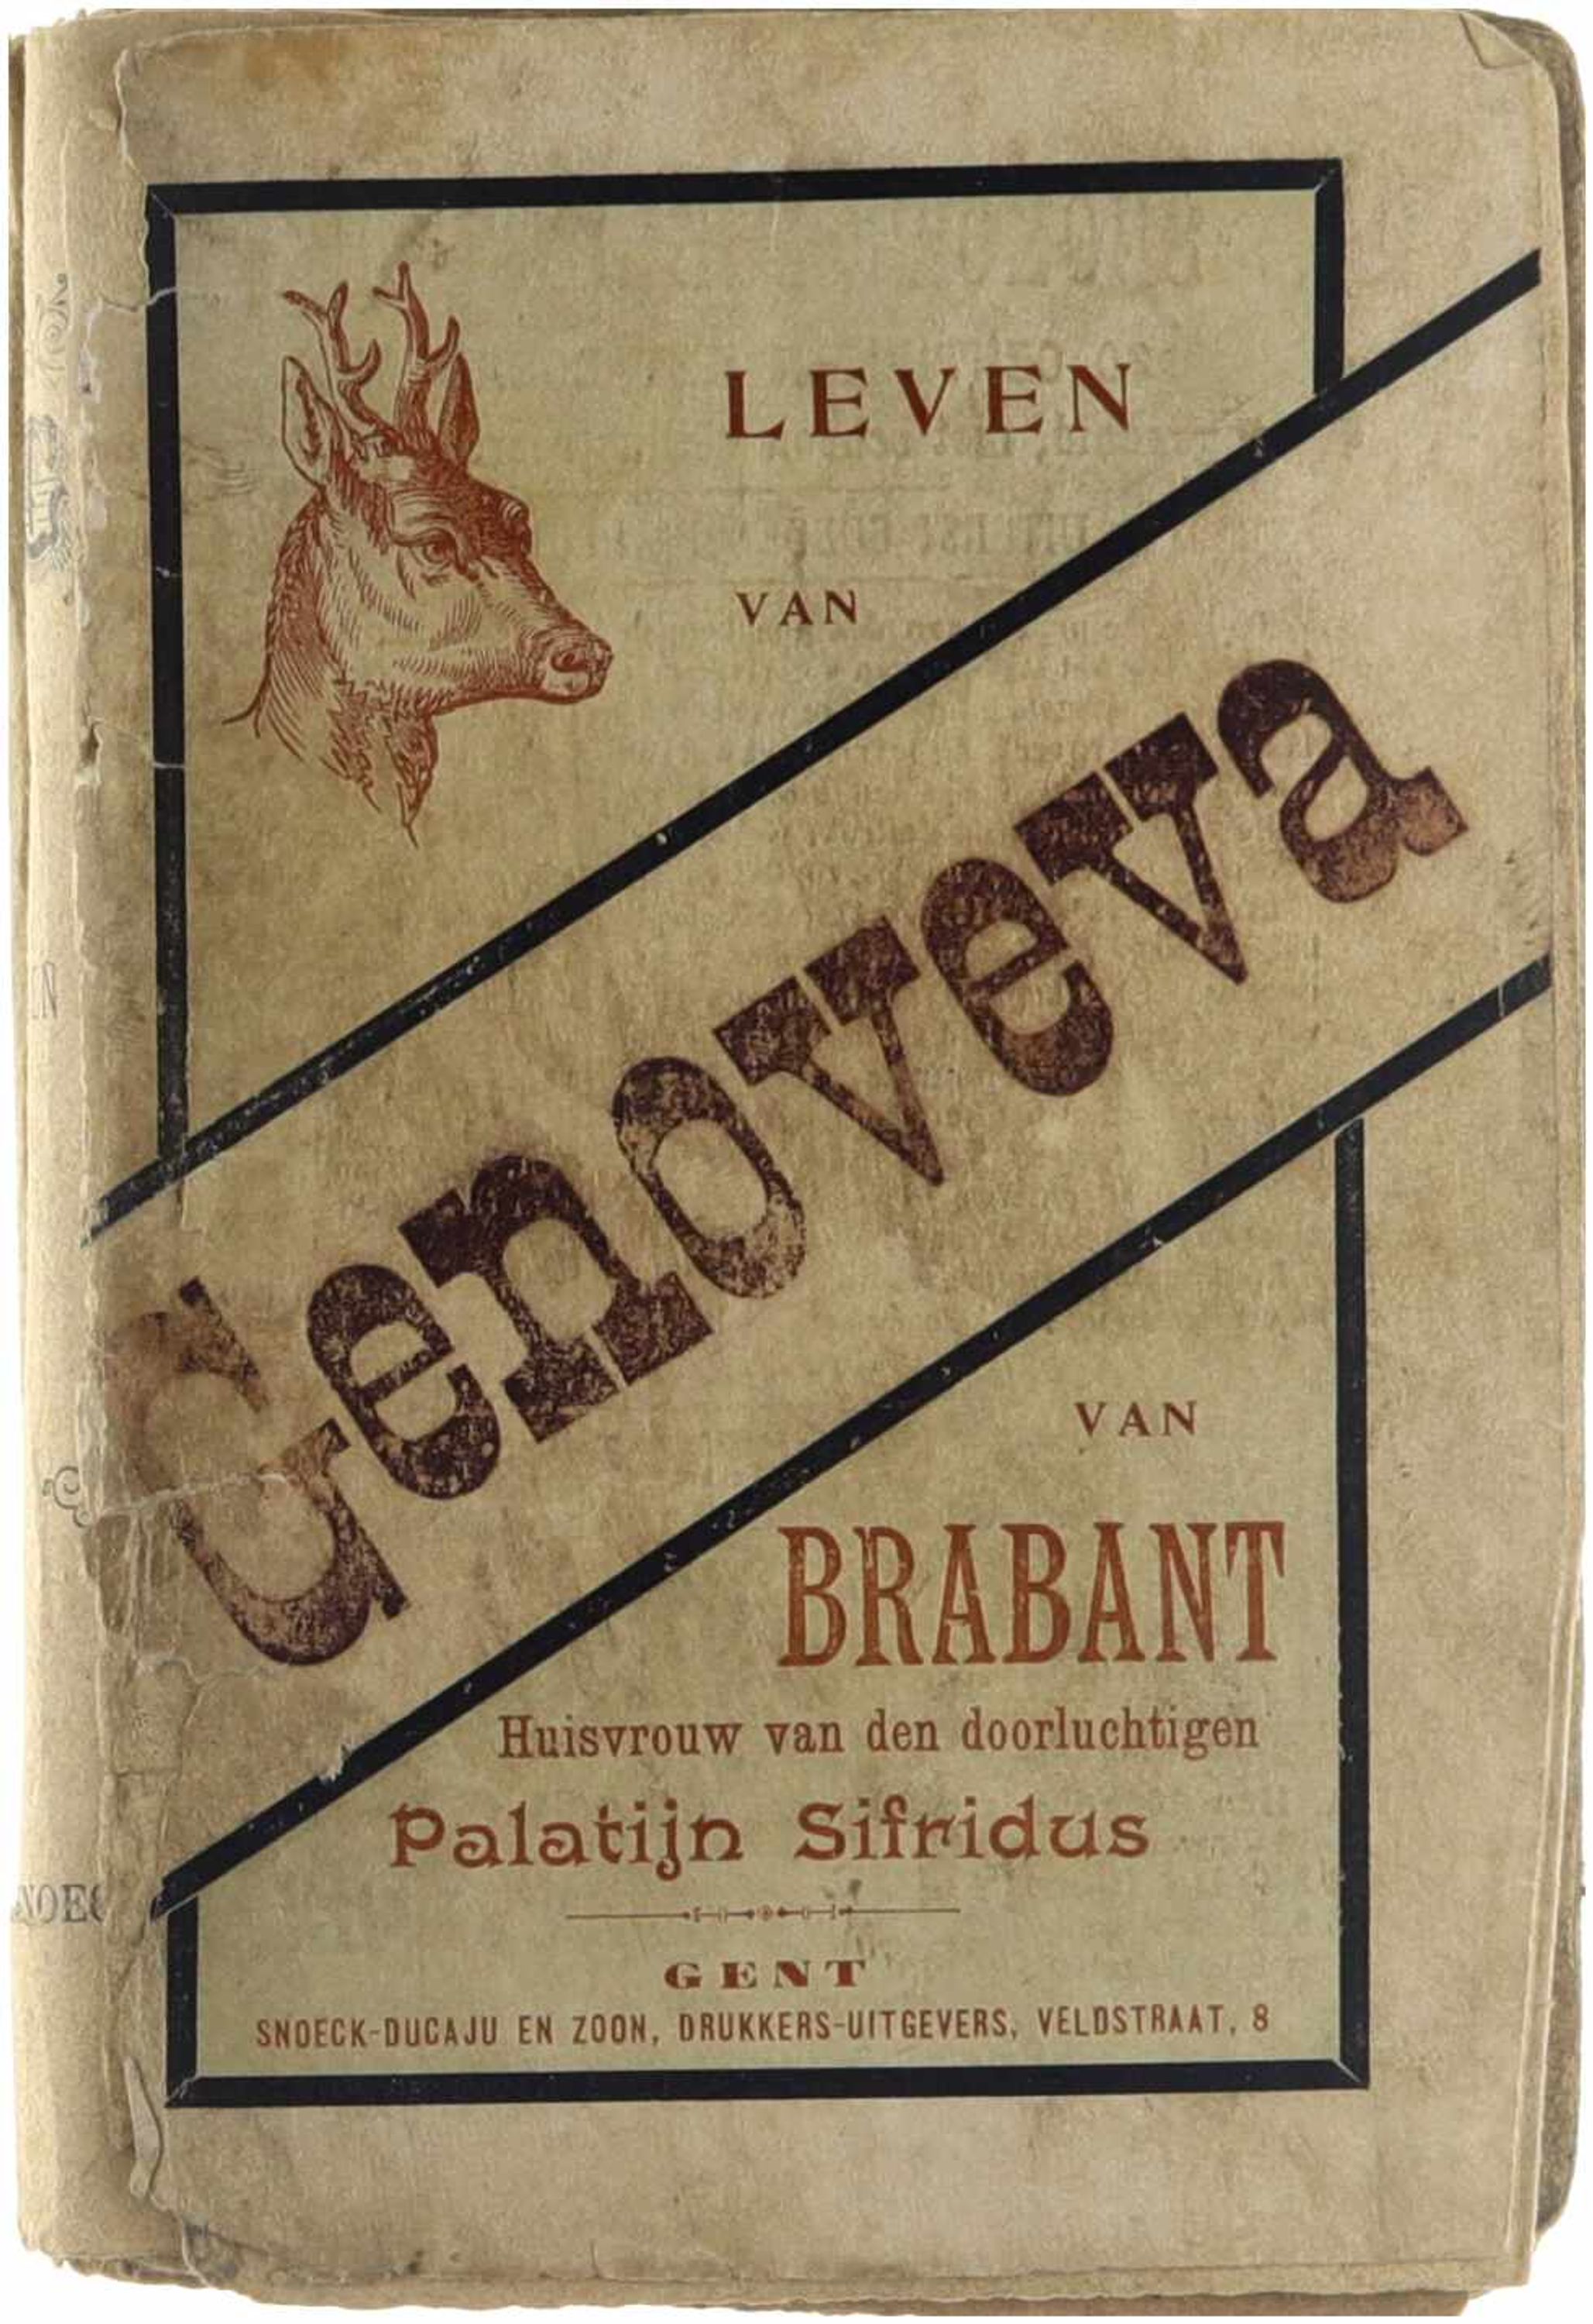 LEVEN
VAN
Genoveva
VAN
BRABANT
Huisvrouw van den doorluchtigen
Palatijn Sifridus
GENT
SNOECK-DUCAJU EN ZOON, DRUKKERS-UITGEVERS, VELDSTRAAT, 8